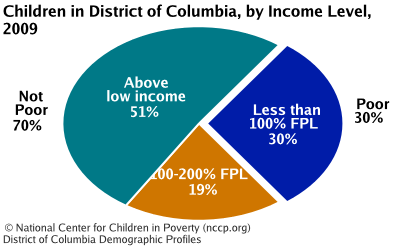 Children in District of Columbia, by Income Level,
2009
Above
low income
51%
Not
Poor
70%
Less than
100% FPL
30%
Poor
30%
100-200% FPL
19%
© National Center for Children in Poverty (nccp.org)
District of Columbia Demographic Profiles